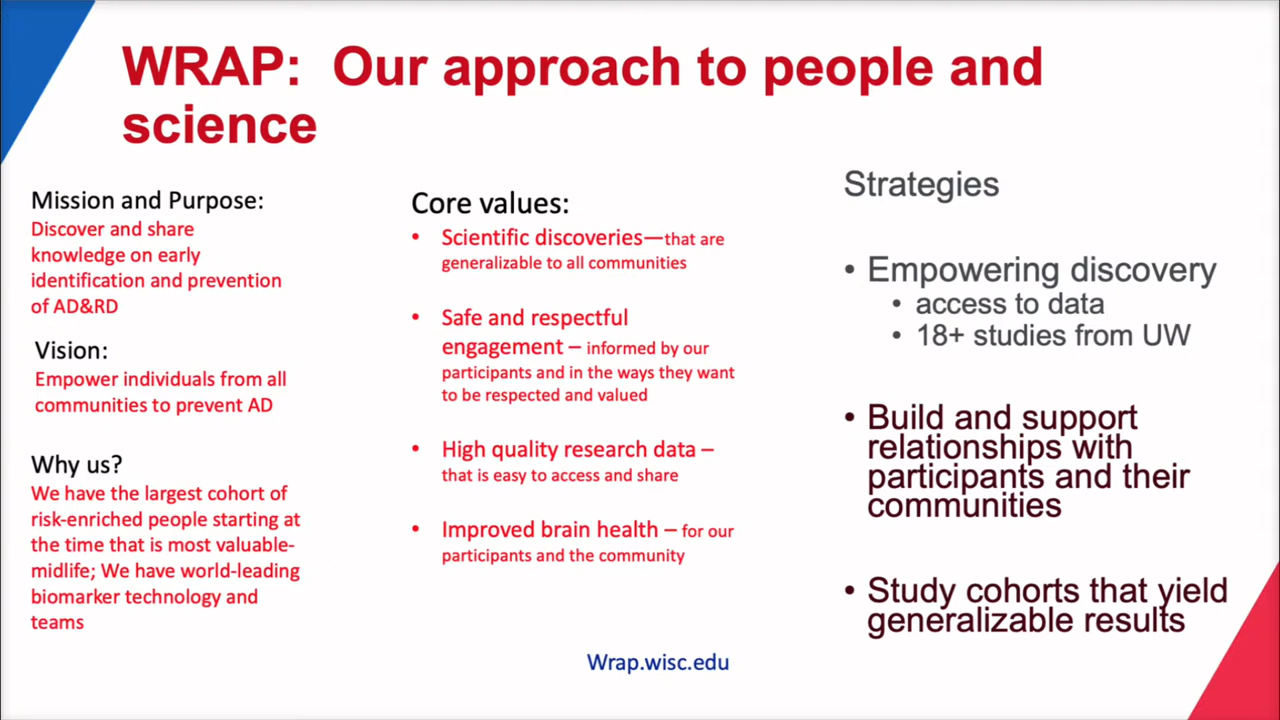 WRAP:  Our approach to people and
science
Mission and Purpose:
Discover and share
knowledge on early
identification and prevention
of AD&RD
Vision:
Empower individuals from all
communities to prevent AD
Why us?
We have the largest cohort of
risk-enriched people starting at
the time that is most valuable-
midlife; We have world-leading
biomarker technology and
teams
Core values:
• Scientific discoveries—that are
generalizable to all communities
• Safe and respectful
engagement – informed by our
participants and in the ways they want
to be respected and valued
• High quality research data –
that is easy to access and share
• Improved brain health – for our
participants and the community
Strategies
• Empowering discovery
• access to data
• 18+ studies from UW
• Build and support
relationships with
participants and their
communities
• Study cohorts that yield
generalizable results
Wrap.wisc.edu